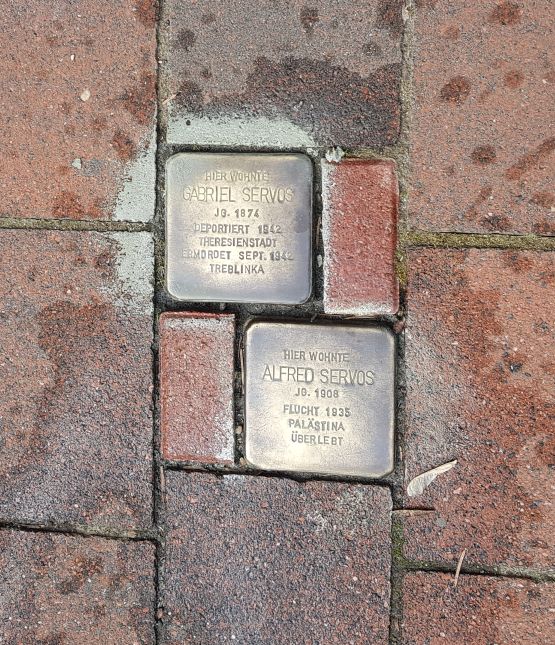 HIER WOHNTE
GABRIEL SERVOS
JG. 1874
DEPORTIERT 1942
THERESIENSTADT
ERMORDET SEPT. 1942
TREBLINKA
HIER WOHNTE
ALFRED SERVOS
JG. 1908
FLUCHT 1935
PALÄSTINA
ÜBERLEBT